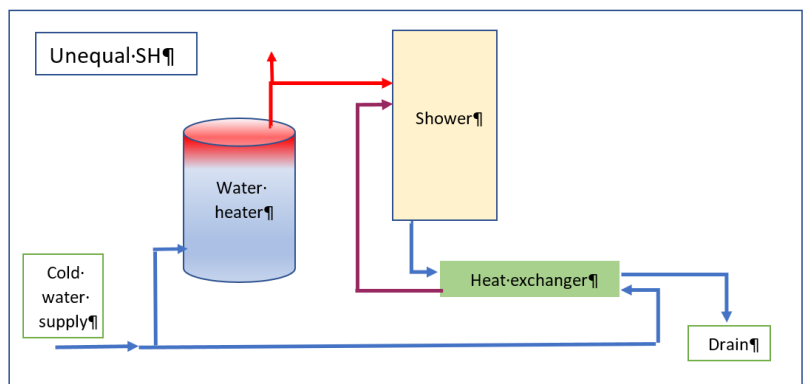 Unequal·SH¶
Shower¶
Water·
heater¶
Cold·
water·
supply¶
Heat·exchanger¶
Drain¶